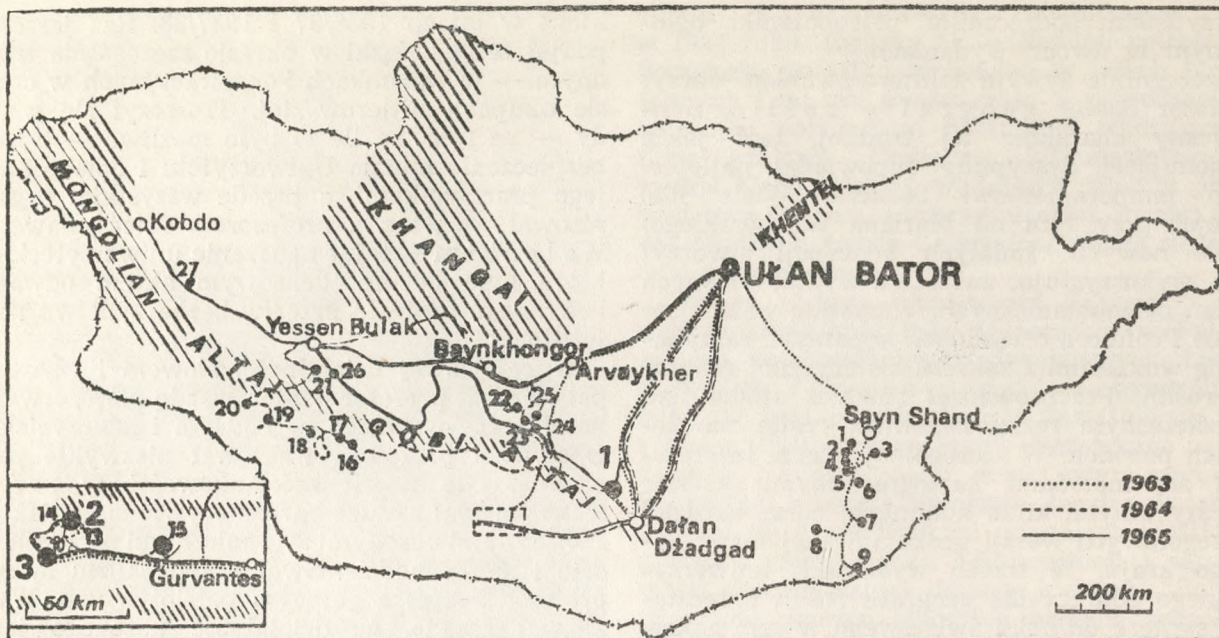 KHANGAI
MONGOLIAN ALTAI
KHENTEI
Kobdo
UŁAN BATOR
27
Yessen Bulak
Baynkhongor
Arvaykher
21 26
22 25
Sayn Shand
20 19
17
GOBI ALTAI
23 24
1
2 3
4
18
16
1
6
14 2
13 15
3
Gurvantes
50 km
11
Dałan
Dżadgad
7
8
9
1963
1964
1965
200 km